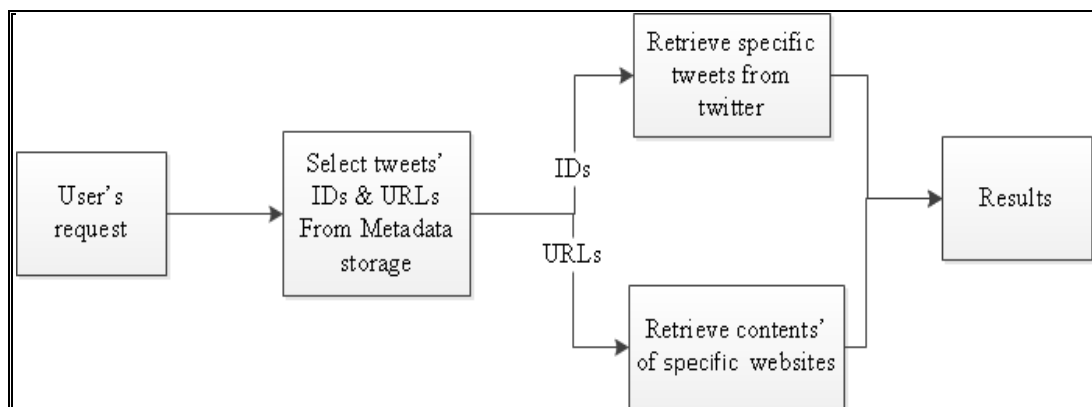 User's
request
Select tweets'
IDs & URLs
From Metadata
storage
IDs
URLs
Retrieve specific
tweets from
twitter
Retrieve contents'
of specific websites
Results